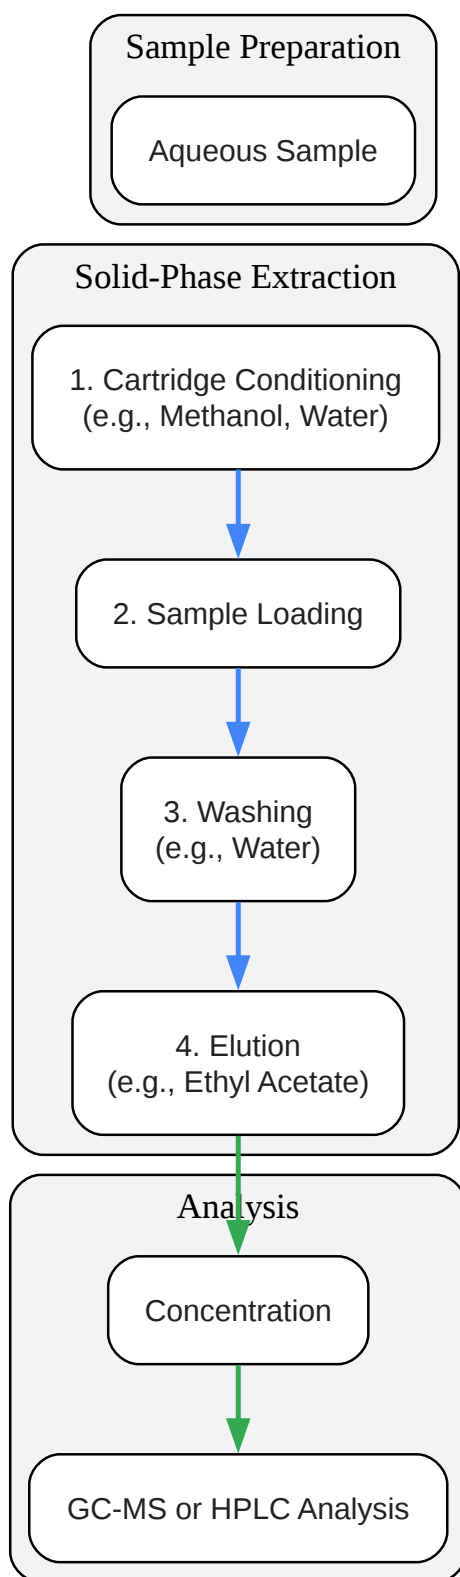 Sample Preparation
Aqueous Sample
Solid-Phase Extraction
1. Cartridge Conditioning
(e.g., Methanol, Water)
2. Sample Loading
3. Washing
(e.g., Water)
4. Elution
(e.g., Ethyl Acetate)
Analysis
Concentration
GC-MS or HPLC Analysis